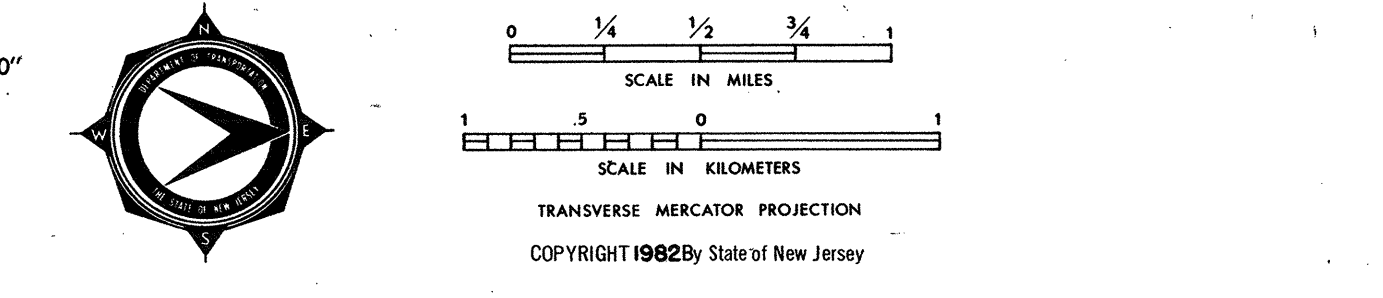 0"
N
DEPARTMENT OF TRANSPORTATION
W
E
THE STATE OF NEW JERSEY
S
0 1/4 1/2 3/4 1
SCALE IN MILES
1 .5 0 1
SCALE IN KILOMETERS
TRANSVERSE MERCATOR PROJECTION
COPYRIGHT 1982 By State of New Jersey